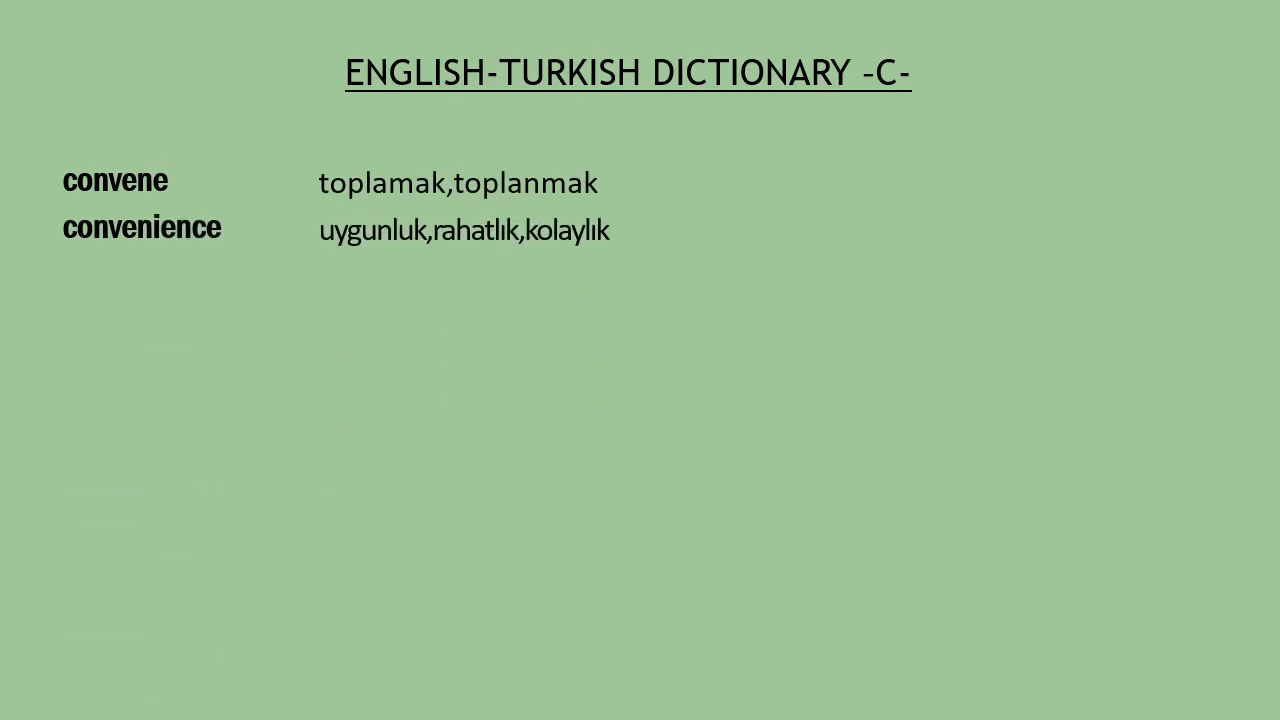 ENGLISH-TURKISH DICTIONARY –C-
convene toplamak,toplanmak
convenience uygunluk,rahatlık,kolaylık